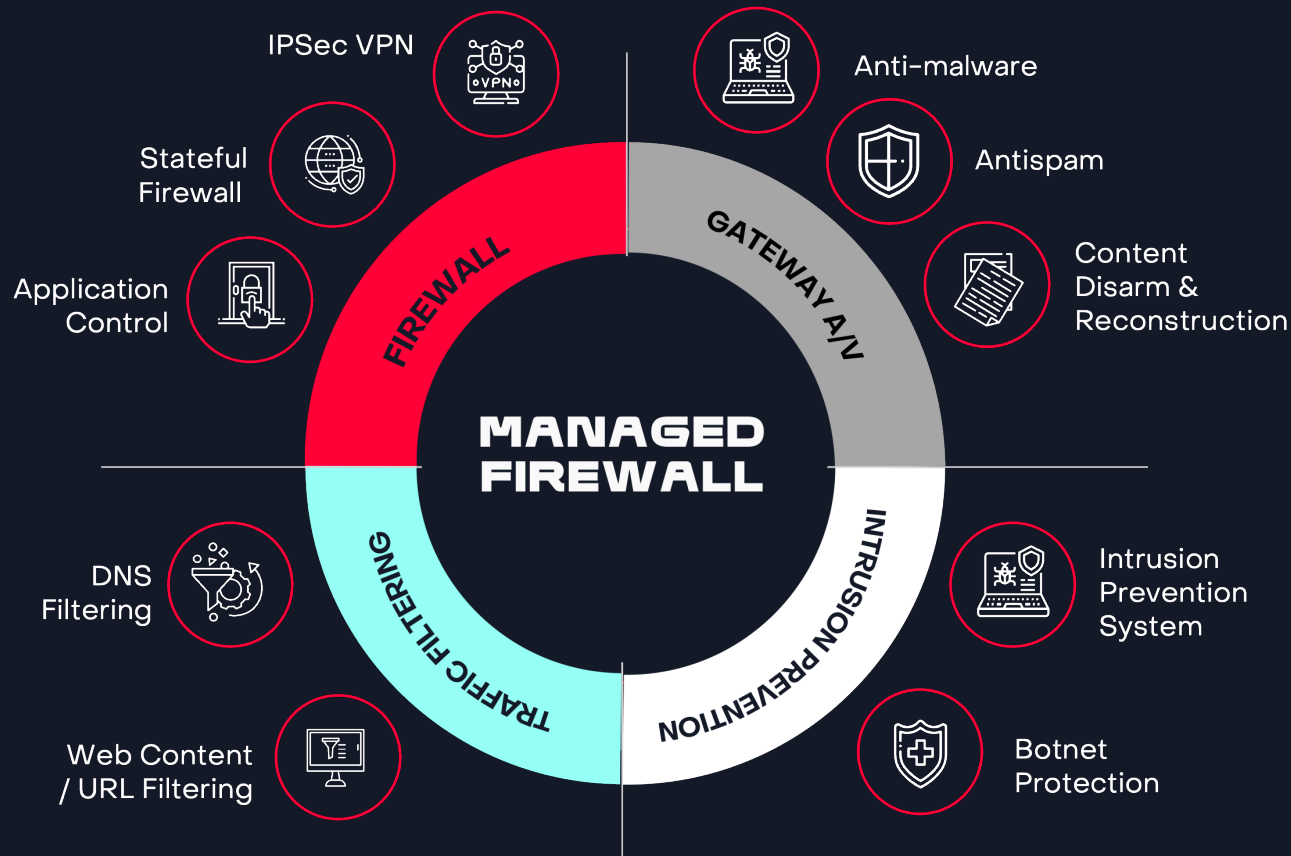 IPSec VPN
VPN
Stateful
Firewall
Application
Control
Anti-malware
Antispam
Content
Disarm &
Reconstruction
FIREWALL
GATEWAY A/V
MANAGED
FIREWALL
TRAFFIC FILTERING
INTRUSION PREVENTION
DNS
Filtering
Web Content
/ URL Filtering
Intrusion
Prevention
System
Botnet
Protection